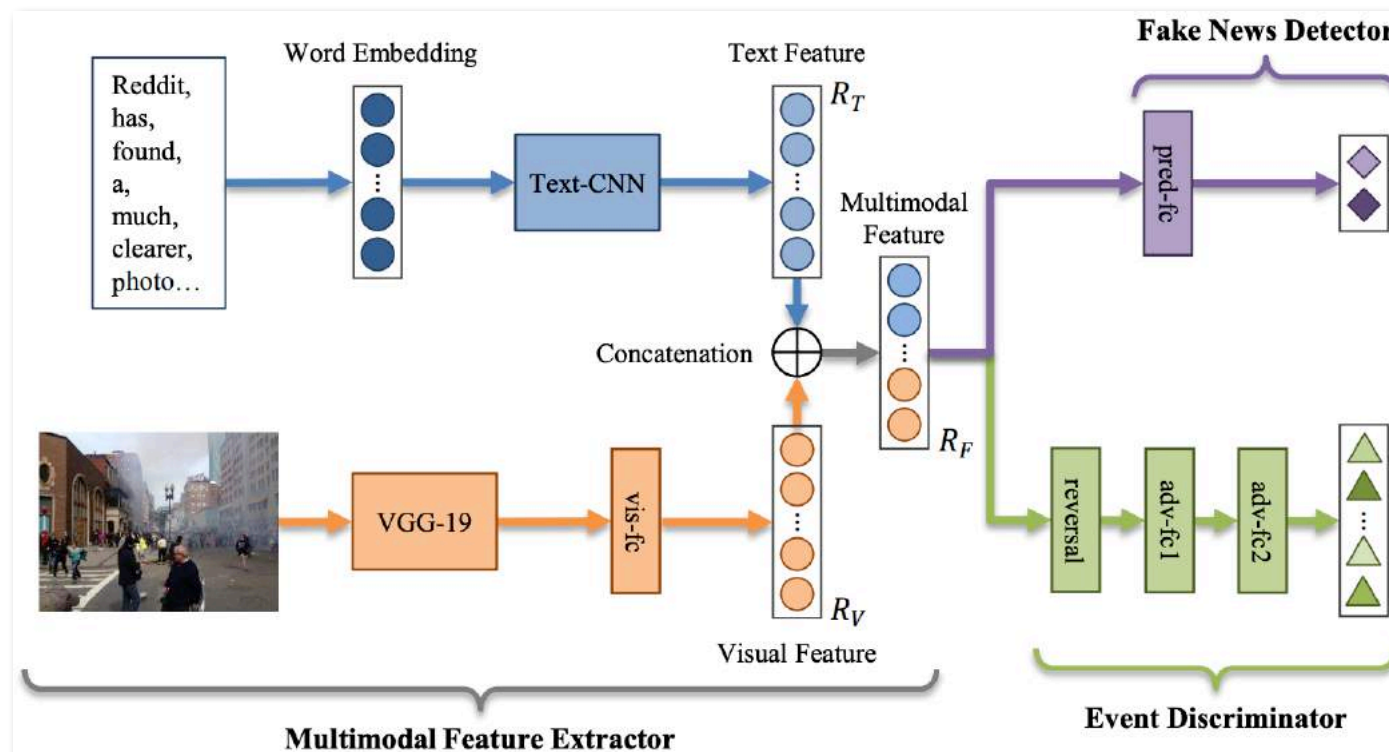 Fake News Detector
Word Embedding
Text Feature
Reddit,
has,
found,
a,
much,
clearer,
photo...
R_T
Text-CNN
pred-fc
Multimodal
Feature
Concatenation
R_F
VGG-19
vis-fc
reversal
adv-fc1
adv-fc2
R_V
Visual Feature
Event Discriminator
Multimodal Feature Extractor